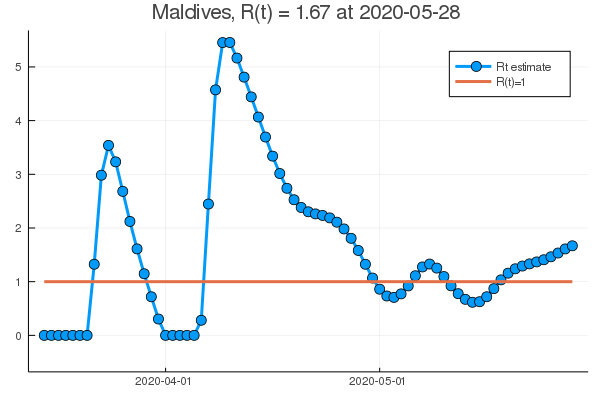 Maldives, R(t) = 1.67 at 2020-05-28
Rt estimate
R(t)=1
5
4
3
2
1
0
2020-04-01 2020-05-01